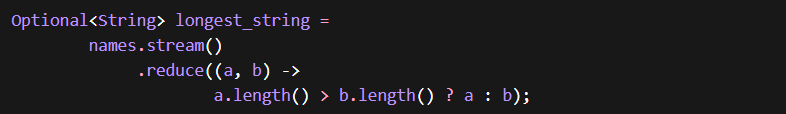 Optional<String> longest_string =
        names.stream()
             .reduce((a, b) ->
                     a.length() > b.length() ? a : b);